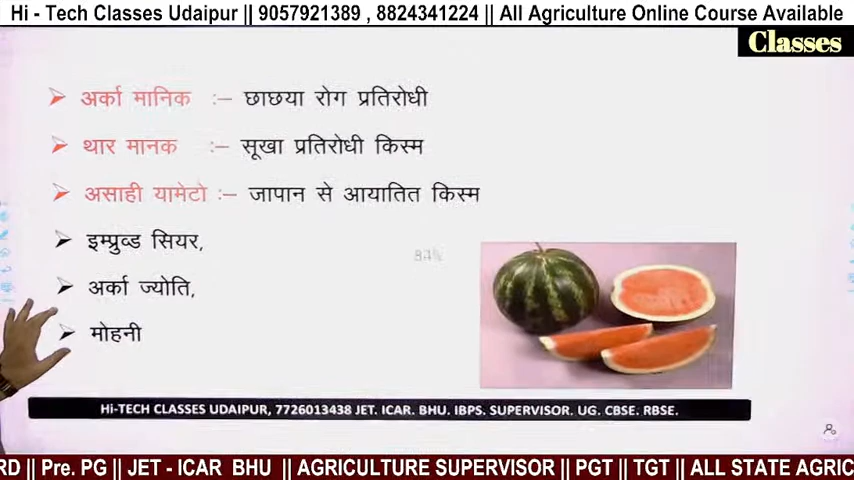 Hi - Tech Classes Udaipur || 9057921389 , 8824341224 || All Agriculture Online Course Available
Classes
अर्का मानिक :– छाछया रोग प्रतिरोधी
थार मानक :– सूखा प्रतिरोधी किस्म
असाही यामेटो :– जापान से आयातित किस्म
इम्प्रुव्ड सियर,
अर्का ज्योति,
मोहनी
84%
Hi-TECH CLASSES UDAIPUR, 7726013438 JET. ICAR. BHU. IBPS. SUPERVISOR. UG. CBSE. RBSE.
RD || Pre. PG || JET - ICAR BHU || AGRICULTURE SUPERVISOR || PGT || TGT || ALL STATE AGRIC